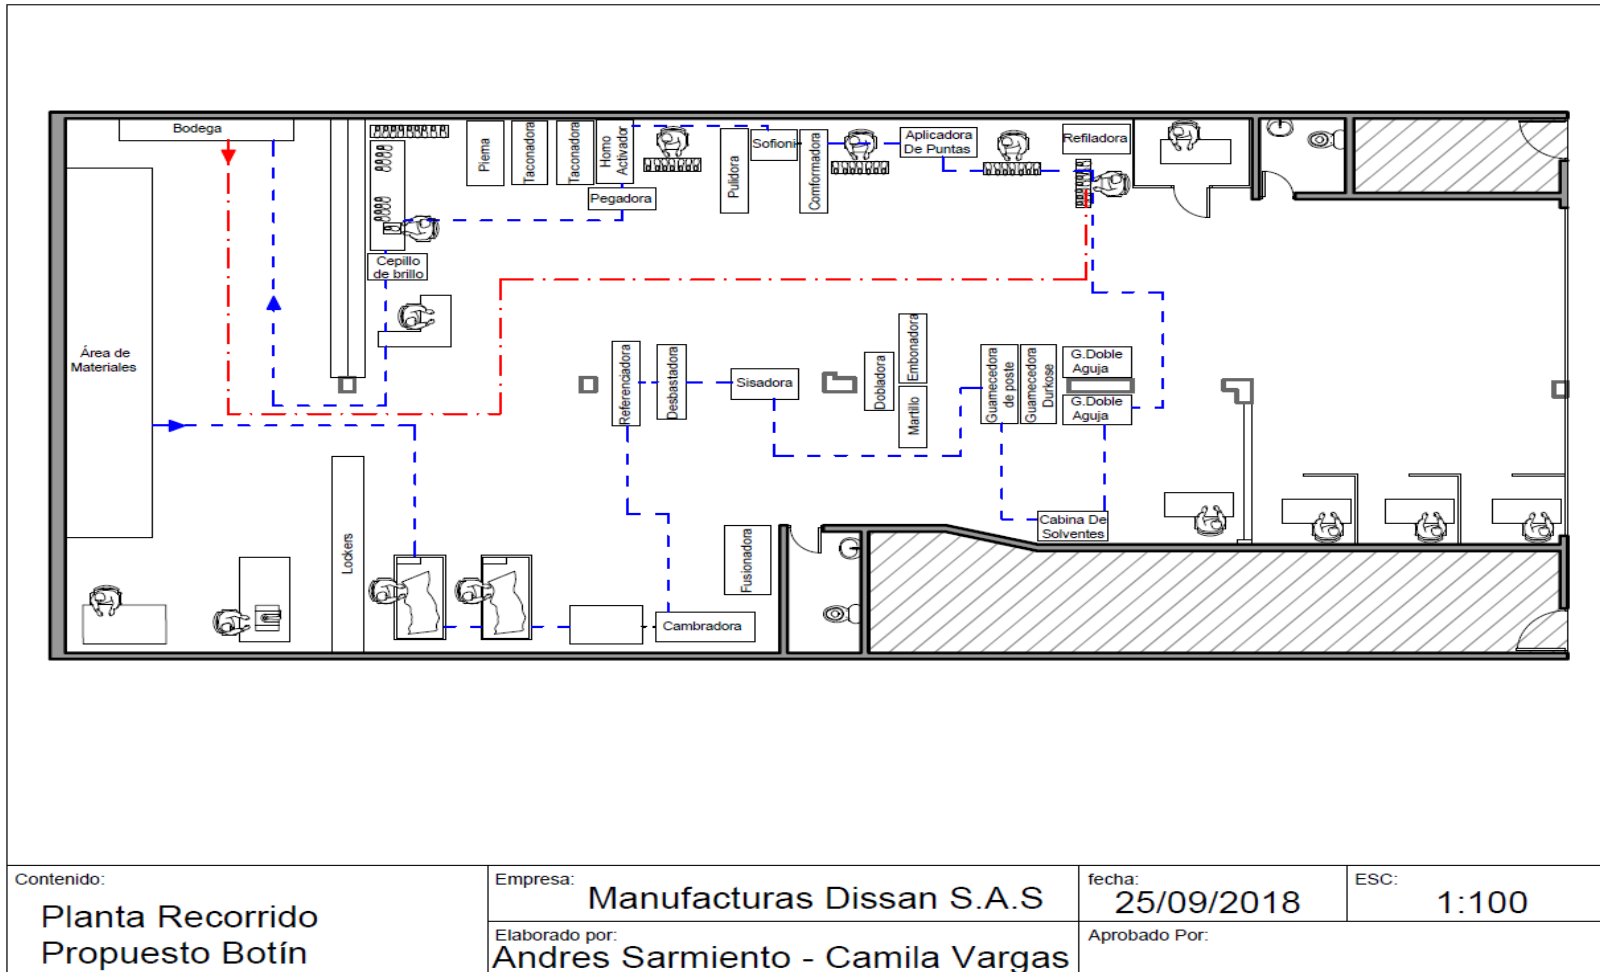 Bodega
Pierna
Taconadora
Taconadora
Horno
Activador
Pegadora
Pulidora
Sofioni
Comformadora
Aplicadora
De Puntas
Refiladora
Cepillo
de brillo
Área de
Materiales
Referenciadora
Desbastadora
Sisadora
Dobladora
Embonadora
Martillo
Guarnecedora
de poste
Guarnecedora
Durkose
G.Doble
Aguja
G.Doble
Aguja
Lockers
Fusionadora
Cambradora
Cabina De
Solventes
Contenido:
Planta Recorrido
Propuesto Botín
Empresa:
Manufacturas Dissan S.A.S
fecha:
25/09/2018
ESC:
1:100
Elaborado por:
Andres Sarmiento - Camila Vargas
Aprobado Por: